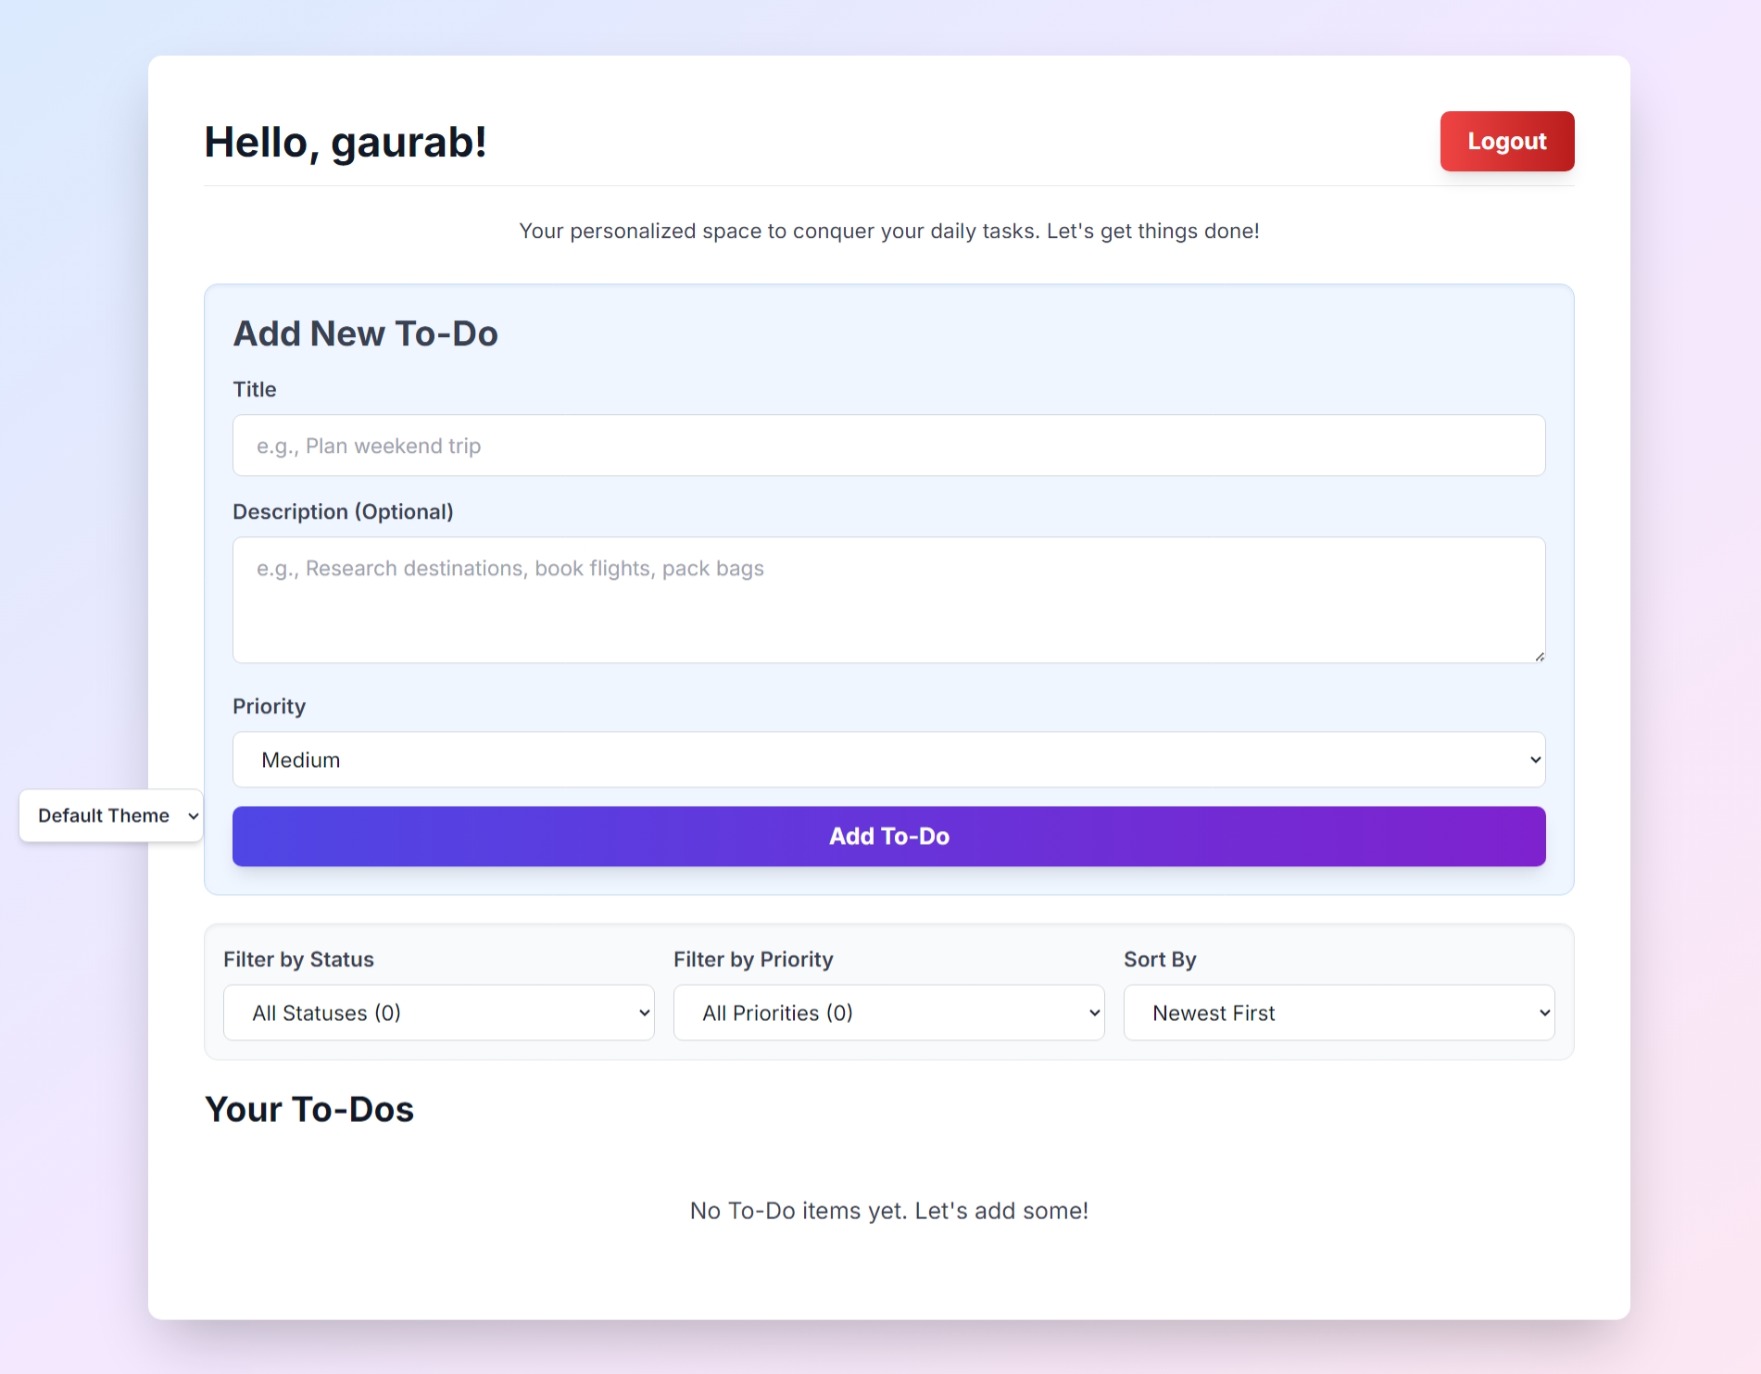 Hello, gaurab!
Logout
Your personalized space to conquer your daily tasks. Let's get things done!
Add New To-Do
Title
e.g., Plan weekend trip
Description (Optional)
e.g., Research destinations, book flights, pack bags
Priority
Medium
Default Theme
Add To-Do
Filter by Status
Filter by Priority
Sort By
All Statuses (0)
All Priorities (0)
Newest First
Your To-Dos
No To-Do items yet. Let's add some!